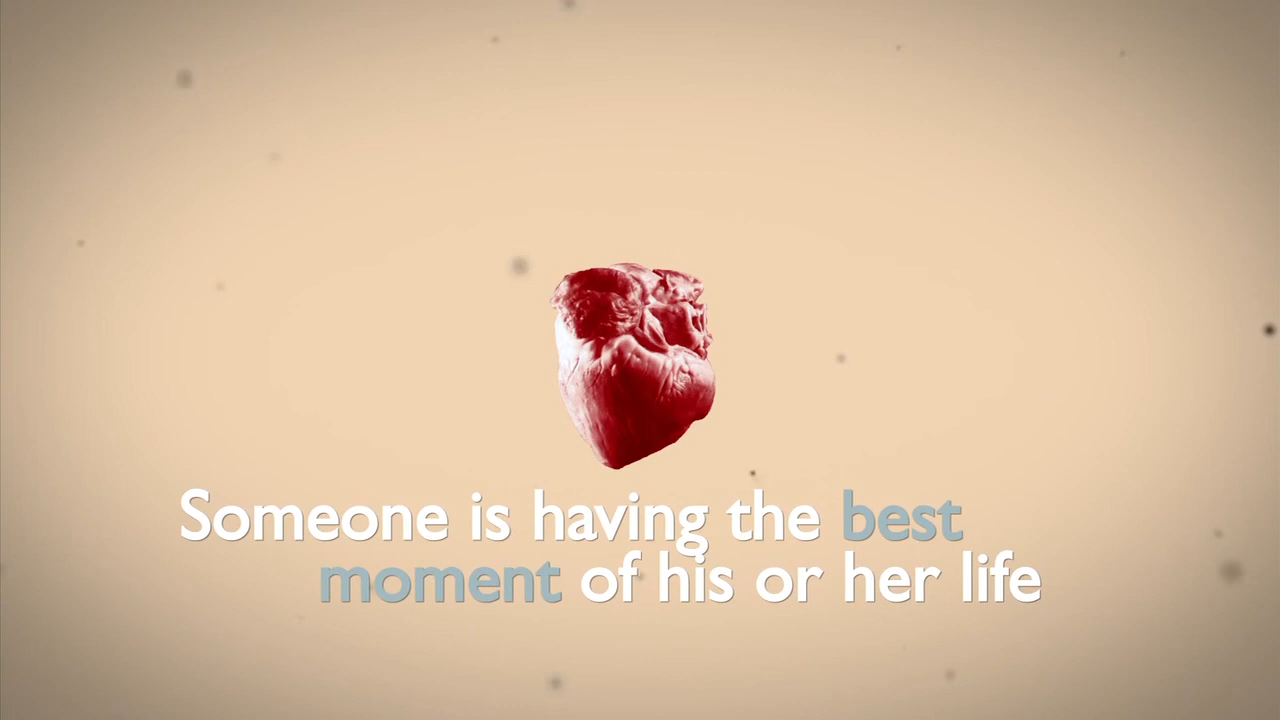 Someone is having the best
moment of his or her life